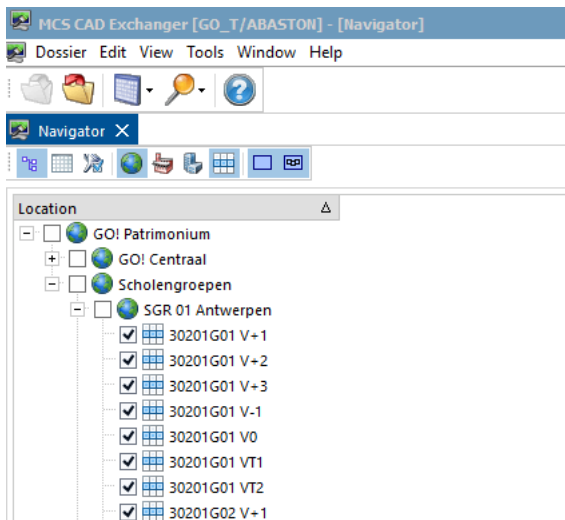 MCS CAD Exchanger [GO_T/ABASTON] - [Navigator]
Dossier Edit View Tools Window Help
Navigator
Location
GO! Patrimonium
GO! Centraal
Scholengroepen
SGR 01 Antwerpen
30201G01 V+1
30201G01 V+2
30201G01 V+3
30201G01 V-1
30201G01 V0
30201G01 VT1
30201G01 VT2
30201G02 V+1